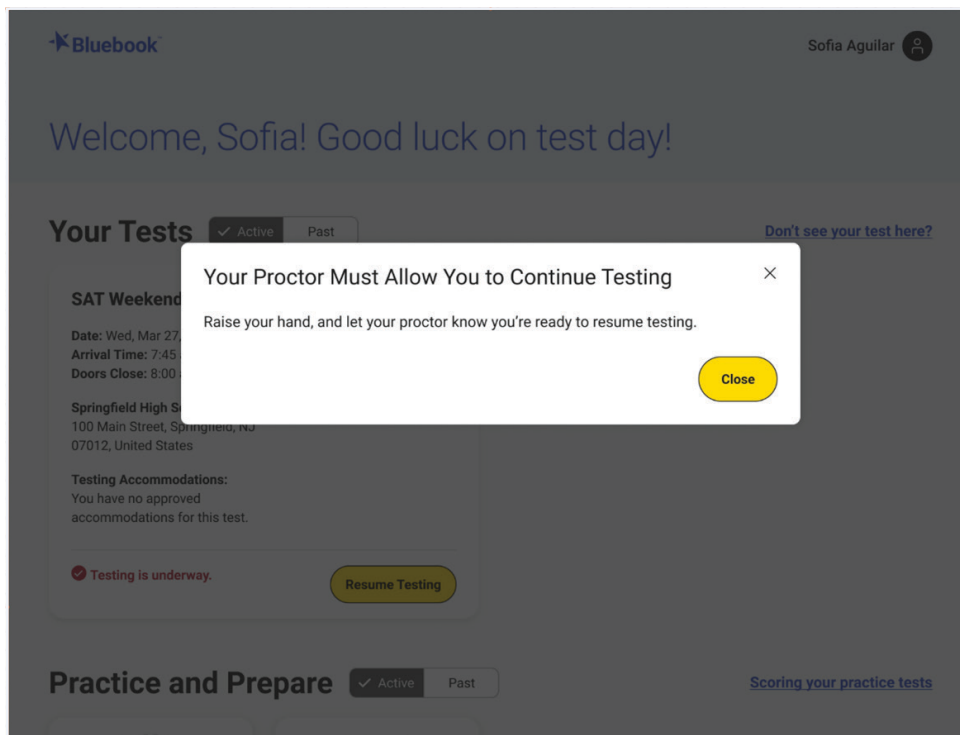 Bluebook
Sofia Aguilar
Welcome, Sofia! Good luck on test day!
Your Tests
Active
Past
Don't see your test here?
Your Proctor Must Allow You to Continue Testing
Raise your hand, and let your proctor know you're ready to resume testing.
Close
SAT Weekend
Date: Wed, Mar 27,
Arrival Time: 7:45
Doors Close: 8:00
Springfield High
100 Main Street, Springfield, NJ
07012, United States
Testing Accommodations:
You have no approved
accommodations for this test.
Testing is underway.
Resume Testing
Practice and Prepare
Active
Past
Scoring your practice tests